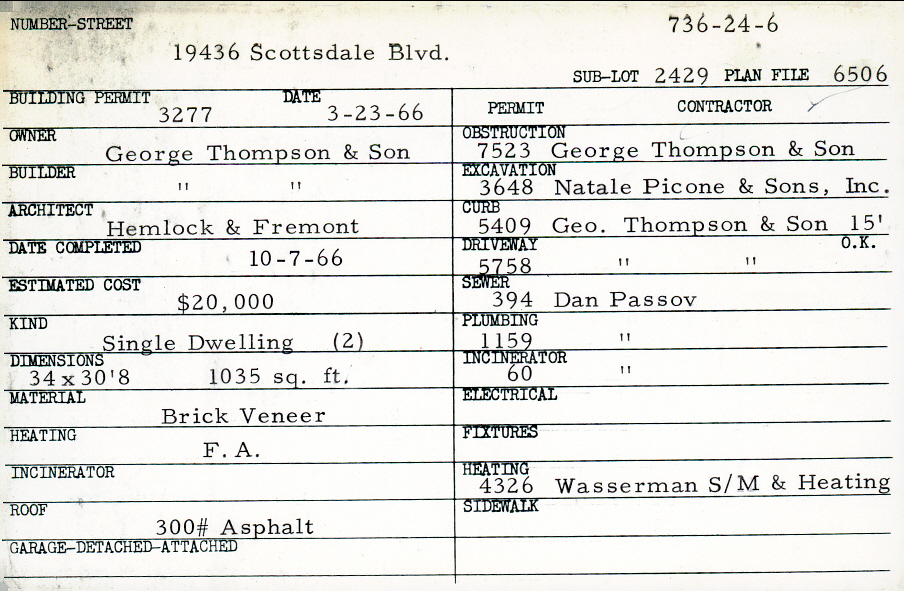 NUMBER-STREET
736-24-6
19436 Scottsdale Blvd.
SUB-LOT 2429 PLAN FILE 6506
BUILDING PERMIT DATE
3277 3-23-66
OWNER
George Thompson & Son
BUILDER
" "
ARCHITECT
Hemlock & Fremont
DATE COMPLETED
10-7-66
ESTIMATED COST
$20,000
KIND
Single Dwelling (2)
DIMENSIONS
34 x 30'8 1035 sq. ft.
MATERIAL
Brick Veneer
HEATING
F. A.
INCINERATOR
ROOF
300# Asphalt
GARAGE-DETACHED-ATTACHED
PERMIT CONTRACTOR
OBSTRUCTION
7523 George Thompson & Son
EXCAVATION
3648 Natale Picone & Sons, Inc.
CURB
5409 Geo. Thompson & Son 15'
DRIVEWAY O.K.
5758 " "
SEWER
394 Dan Passov
PLUMBING
1159 "
INCINERATOR
60 "
ELECTRICAL
FIXTURES
HEATING
4326 Wasserman S/M & Heating
SIDEWALK